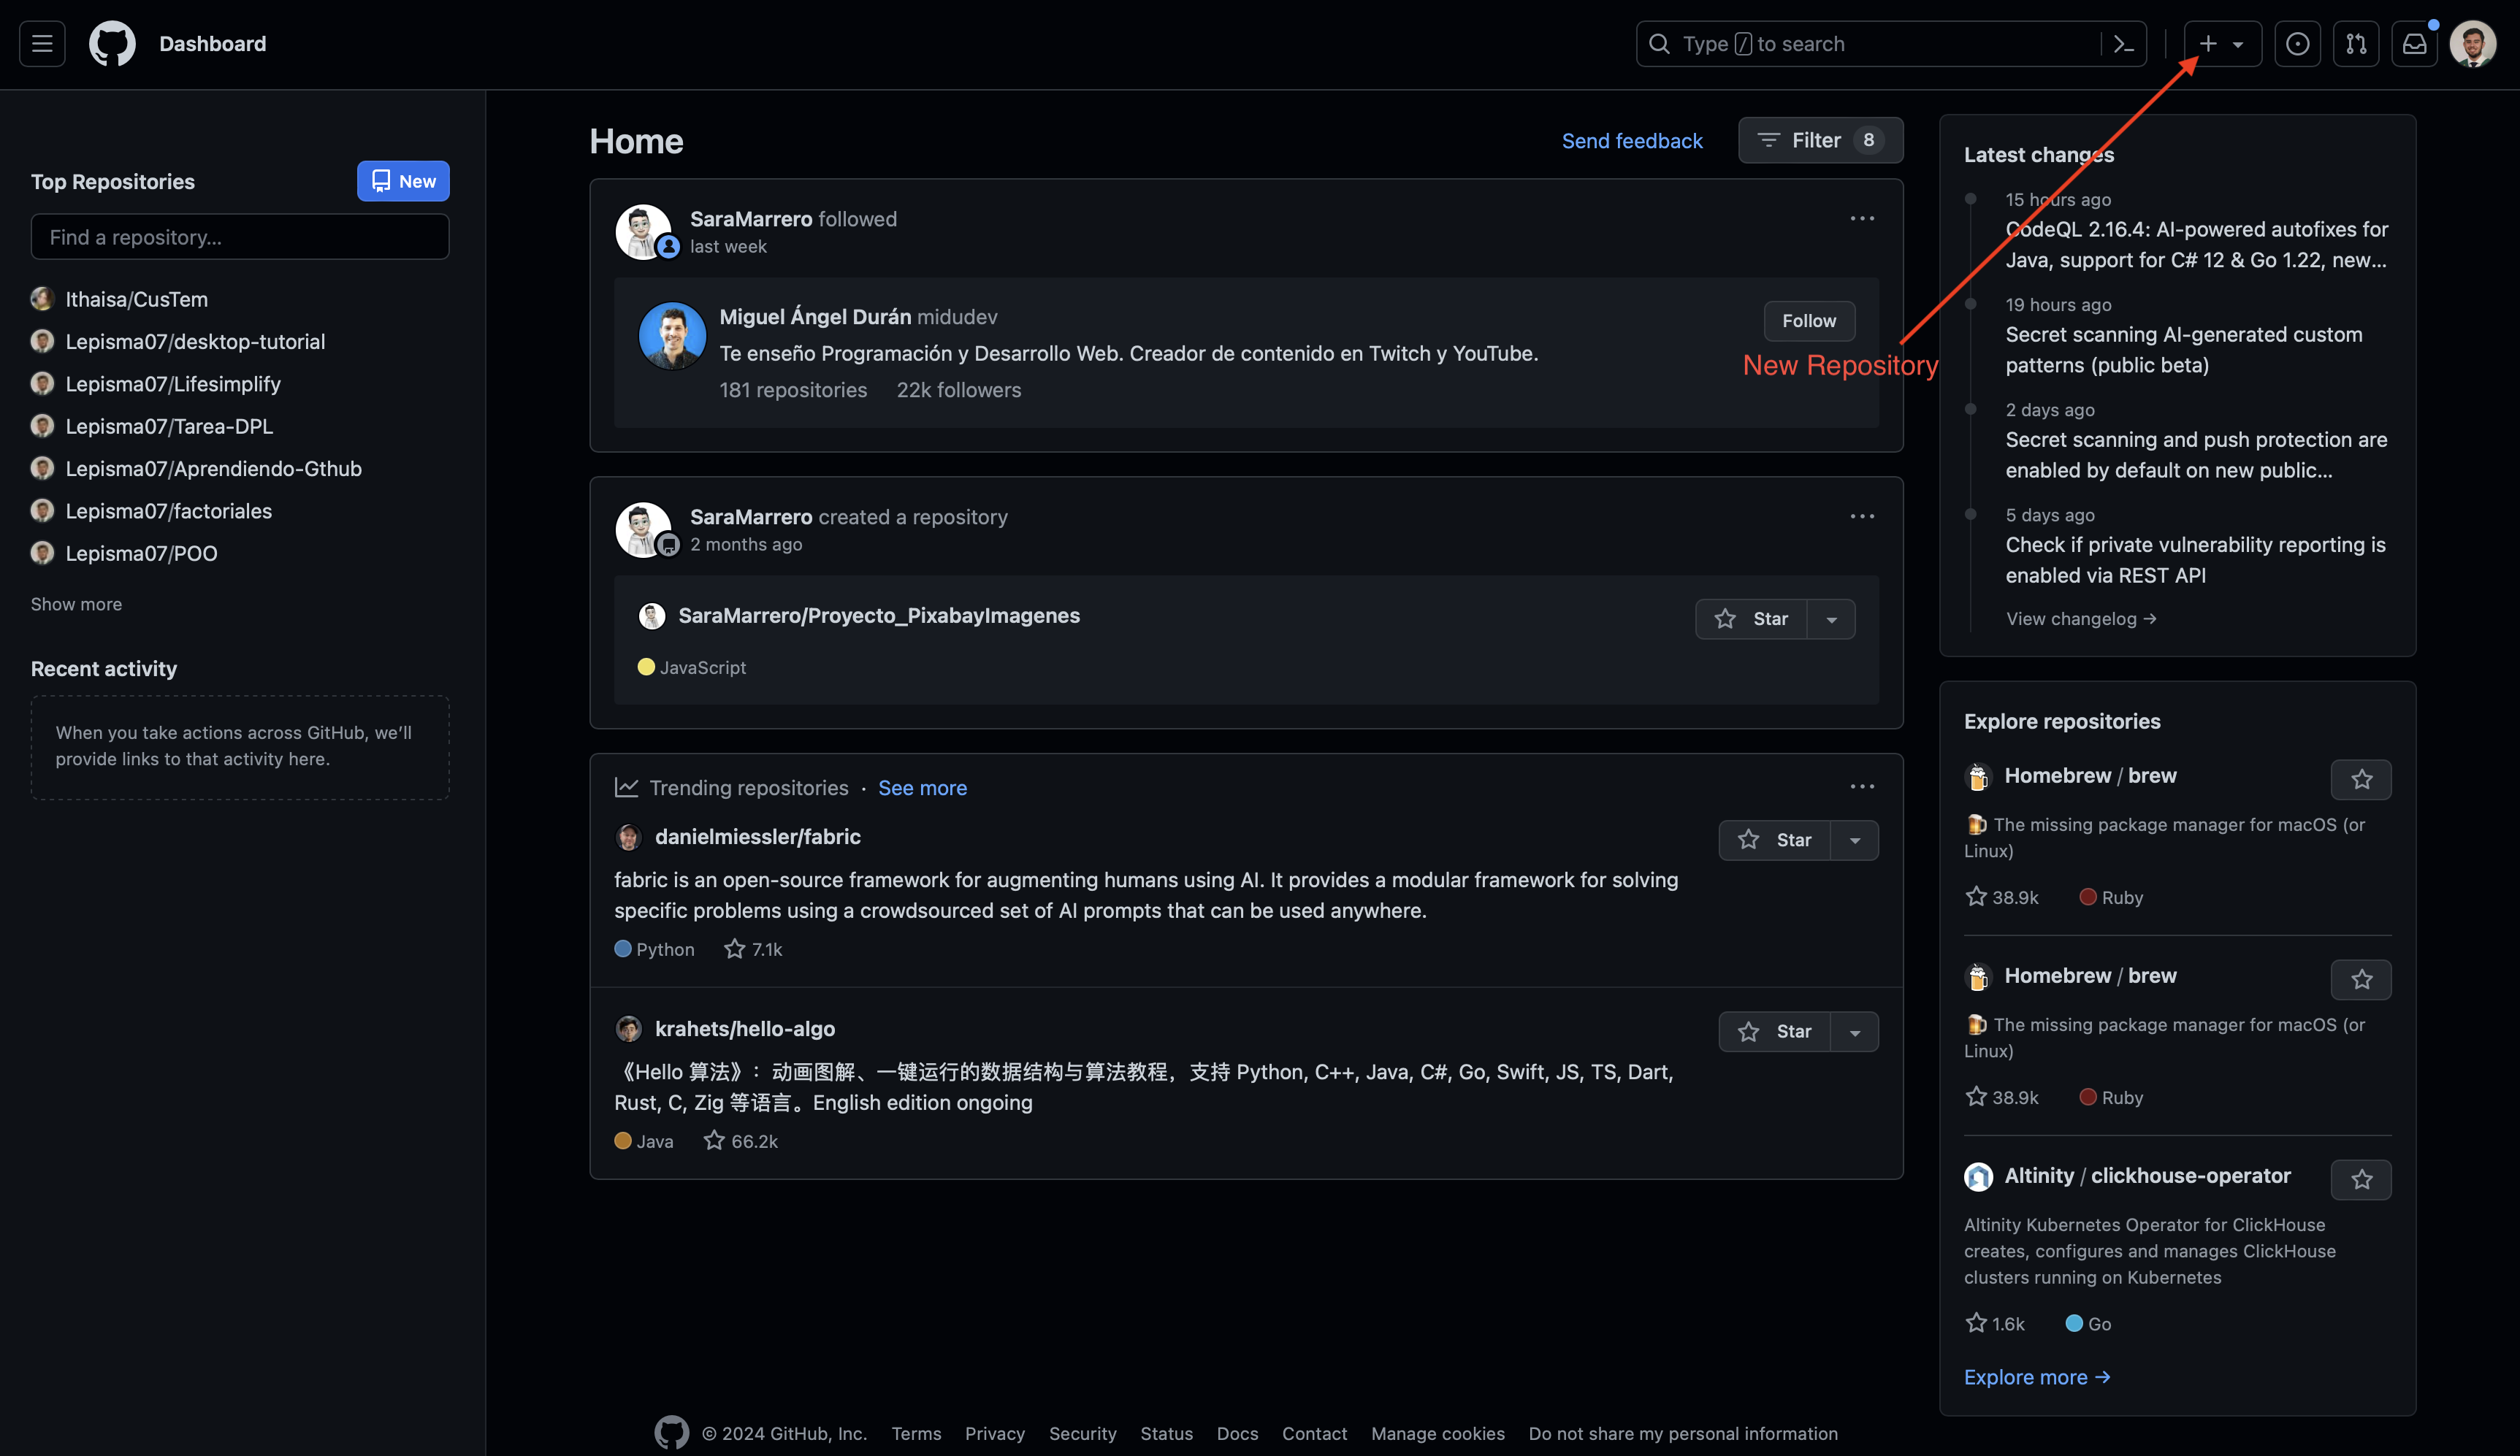 Dashboard
Type / to search
Top Repositories
New
Find a repository...
Ithaisa/CusTem
Lepisma07/desktop-tutorial
Lepisma07/Lifesimplify
Lepisma07/Tarea-DPL
Lepisma07/Aprendiendo-Gthub
Lepisma07/factoriales
Lepisma07/POO
Show more
Recent activity
When you take actions across GitHub, we'll
provide links to that activity here.
Home
Send feedback
Filter 8
SaraMarrero followed
last week
Miguel Ángel Durán midudev
Follow
Te enseño Programación y Desarrollo Web. Creador de contenido en Twitch y YouTube.
181 repositories 22k followers
New Repository
SaraMarrero created a repository
2 months ago
SaraMarrero/Proyecto_PixabayImagenes
Star
JavaScript
Trending repositories · See more
danielmiessler/fabric
Star
fabric is an open-source framework for augmenting humans using AI. It provides a modular framework for solving
specific problems using a crowdsourced set of AI prompts that can be used anywhere.
Python 7.1k
krahets/hello-algo
Star
《Hello 算法》：动画图解、一键运行的数据结构与算法教程，支持 Python, C++, Java, C#, Go, Swift, JS, TS, Dart,
Rust, C, Zig 等语言。English edition ongoing
Java 66.2k
Latest changes
15 hours ago
CodeQL 2.16.4: AI-powered autofixes for
Java, support for C# 12 & Go 1.22, new...
19 hours ago
Secret scanning AI-generated custom
patterns (public beta)
2 days ago
Secret scanning and push protection are
enabled by default on new public...
5 days ago
Check if private vulnerability reporting is
enabled via REST API
View changelog →
Explore repositories
Homebrew / brew
🍺 The missing package manager for macOS (or
Linux)
38.9k Ruby
Homebrew / brew
🍺 The missing package manager for macOS (or
Linux)
38.9k Ruby
Altinity / clickhouse-operator
Altinity Kubernetes Operator for ClickHouse
creates, configures and manages ClickHouse
clusters running on Kubernetes
1.6k Go
Explore more →
© 2024 GitHub, Inc. Terms Privacy Security Status Docs Contact Manage cookies Do not share my personal information